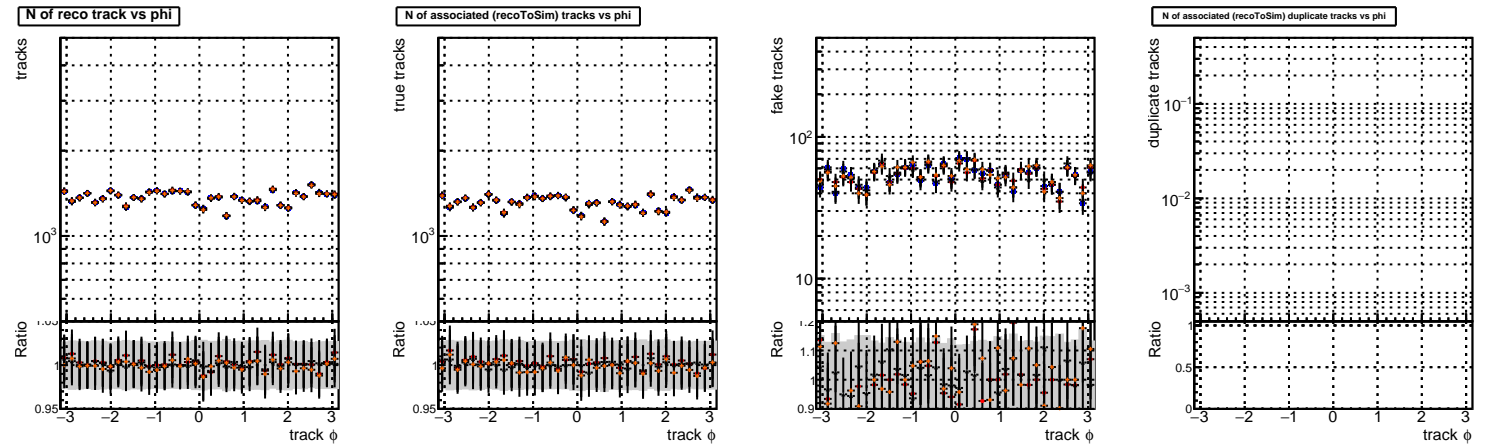 N of reco track vs phi
tracks
10³
Ratio
1
0.95
−3 −2 −1 0 1 2 3
track φ
N of associated (recoToSim) tracks vs phi
true tracks
10³
Ratio
1
0.95
−3 −2 −1 0 1 2 3
track φ
fake tracks
10²
10
Ratio
1.2
1.1
1
0.9
−3 −2 −1 0 1 2 3
track φ
N of associated (recoToSim) duplicate tracks vs phi
duplicate tracks
10⁻¹
10⁻²
10⁻³
Ratio
1
0.5
0
−3 −2 −1 0 1 2 3
track φ